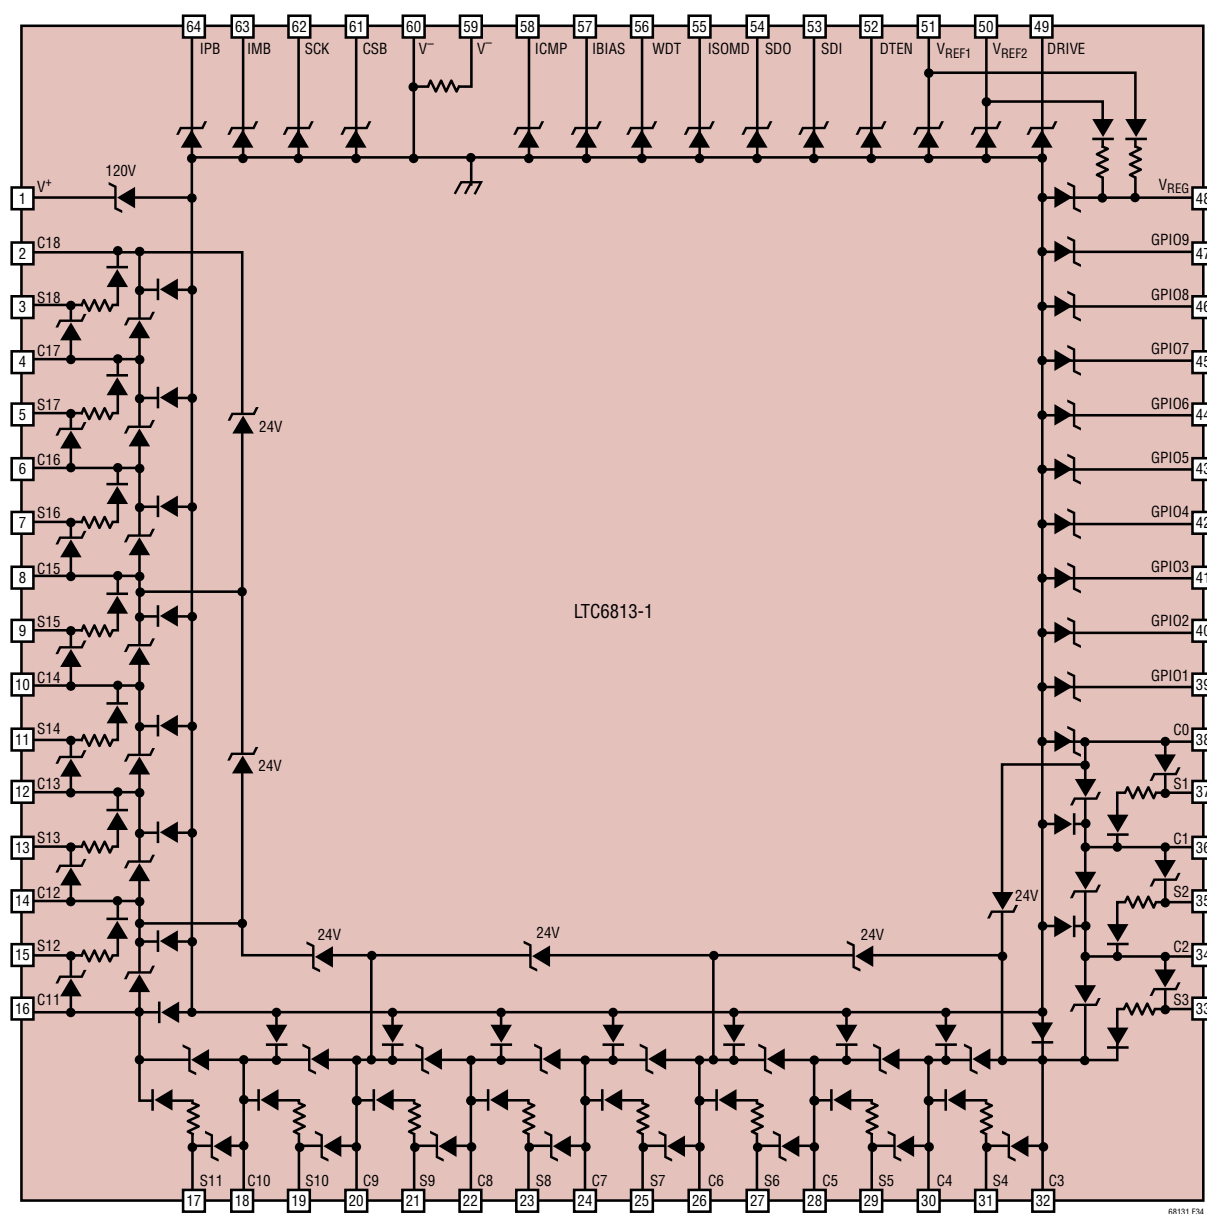 64 63 62 61 60 59 58 57 56 55 54 53 52 51 50 49
IPB IMB SCK CSB V– V– ICMP IBIAS WDT ISOMD SDO SDI DTEN VREF1 VREF2 DRIVE
120V
1 V+
VREG 48
2 C18
GPIO9 47
3 S18
GPIO8 46
4 C17
GPIO7 45
5 S17
GPIO6 44
24V
6 C16
GPIO5 43
7 S16
GPIO4 42
8 C15
GPIO3 41
LTC6813-1
9 S15
GPIO2 40
10 C14
GPIO1 39
11 S14
C0 38
24V
12 C13
S1 37
13 S13
C1 36
14 C12
24V
S2 35
24V 24V 24V
15 S12
C2 34
16 C11
S3 33
S11 C10 S10 C9 S9 C8 S8 C7 S7 C6 S6 C5 S5 C4 S4 C3
17 18 19 20 21 22 23 24 25 26 27 28 29 30 31 32
68131 F34